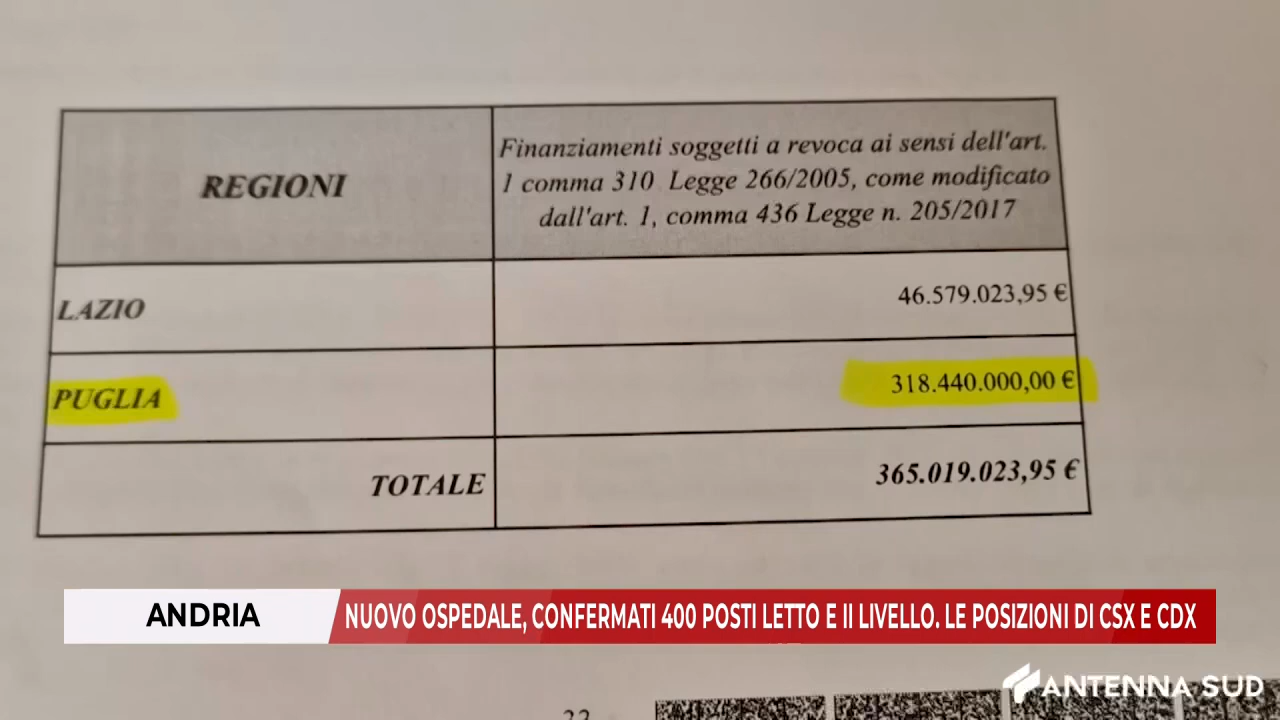 REGIONI
Finanziamenti soggetti a revoca ai sensi dell'art.
1 comma 310 Legge 266/2005, come modificato
dall'art. 1, comma 436 Legge n. 205/2017
LAZIO 46.579.023,95 €
PUGLIA 318.440.000,00 €
TOTALE 365.019.023,95 €
ANDRIA NUOVO OSPEDALE, CONFERMATI 400 POSTI LETTO E II LIVELLO. LE POSIZIONI DI CSX E CDX
ANTENNA SUD